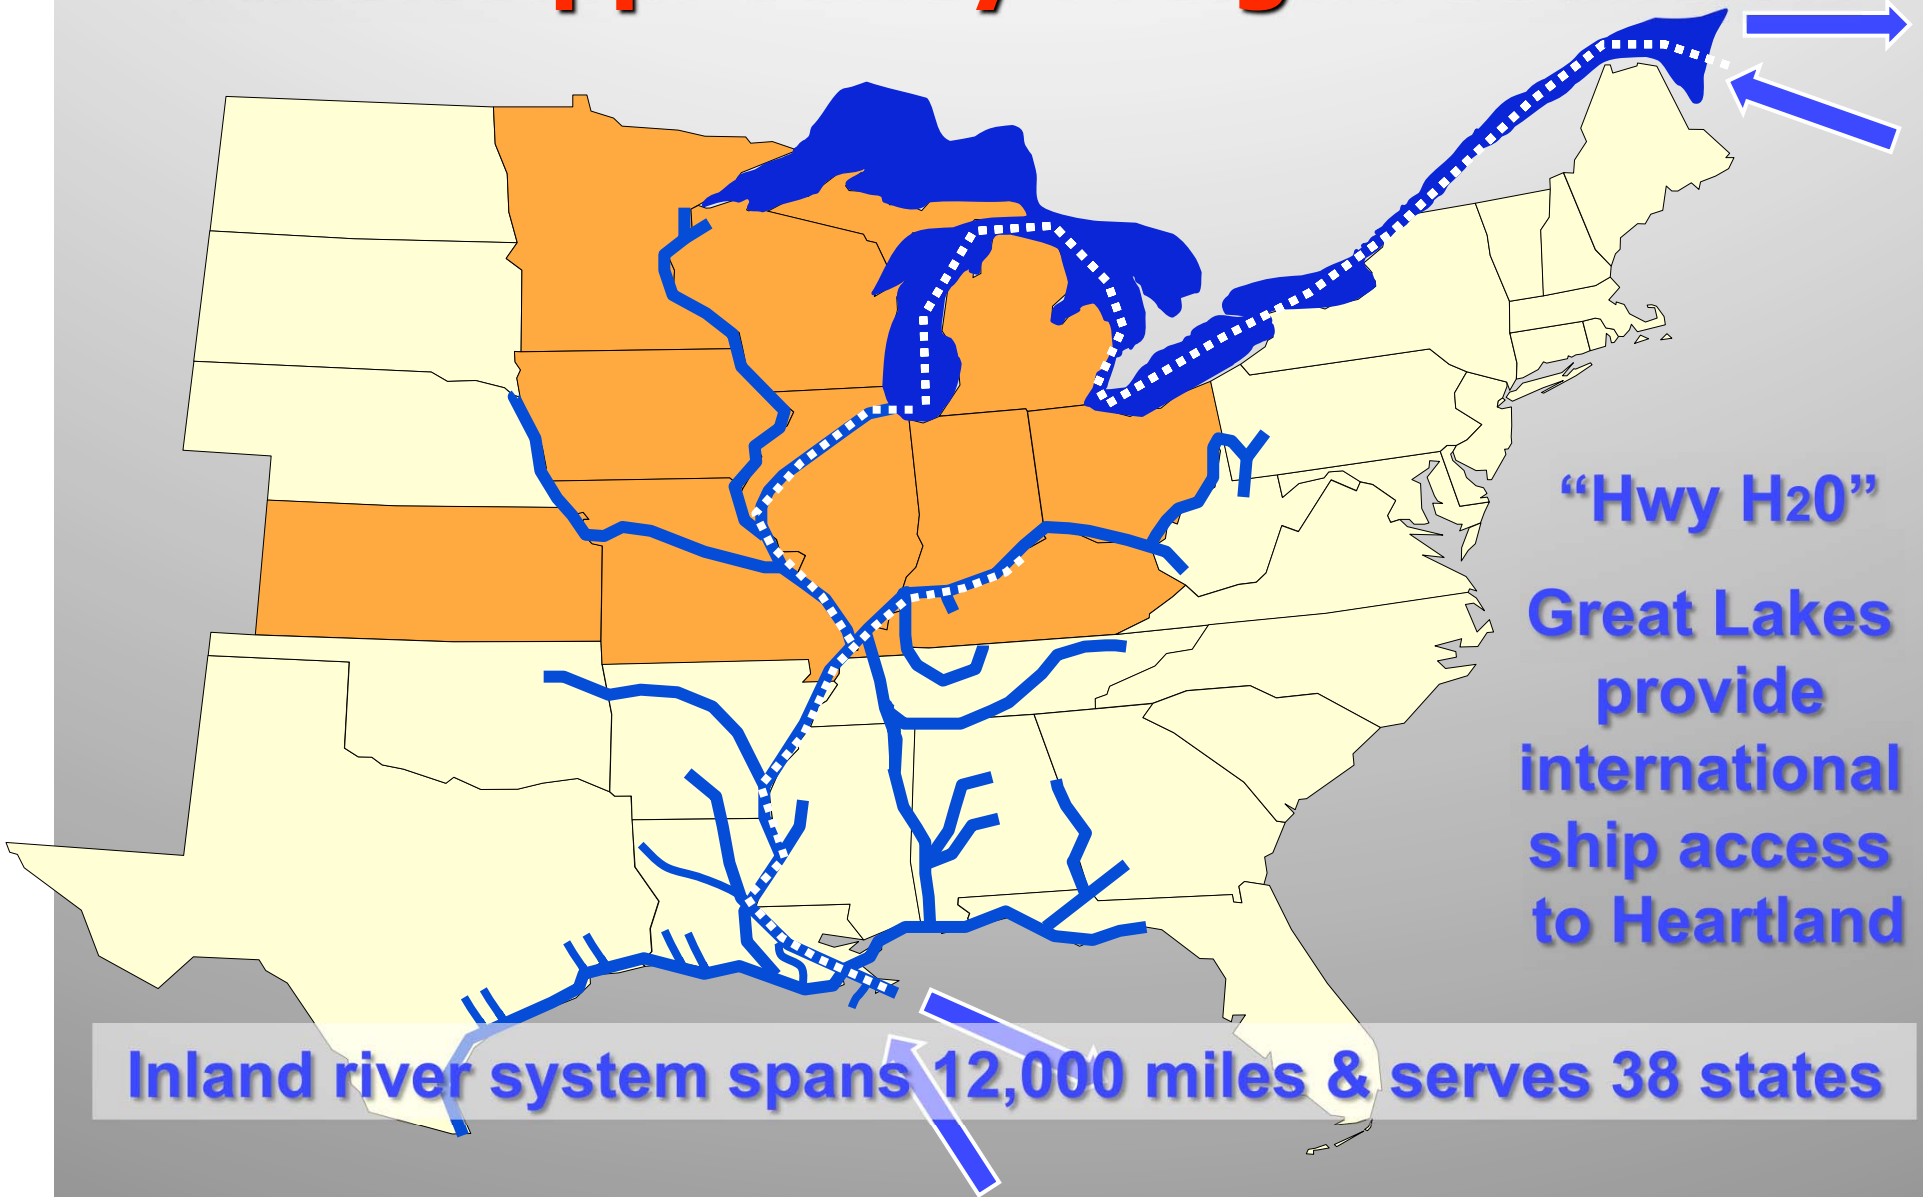 “Hwy H20”
Great Lakes
provide
international
ship access
to Heartland
Inland river system spans 12,000 miles & serves 38 states